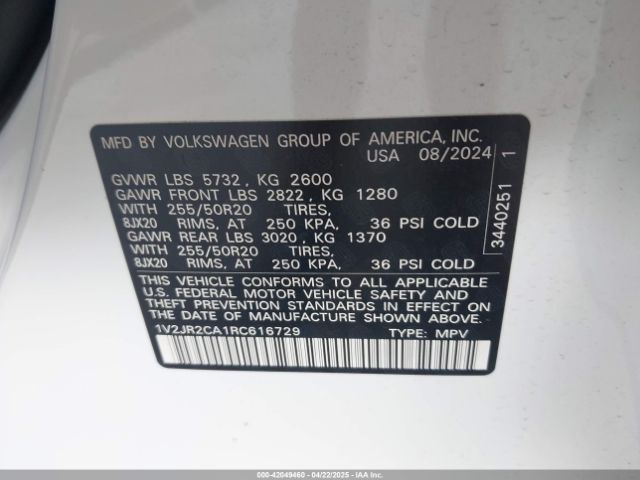 MFD BY VOLKSWAGEN GROUP OF AMERICA, INC.
USA 08/2024
GVWR LBS 5732 , KG 2600
GAWR FRONT LBS 2822 , KG 1280
WITH 255/50R20 TIRES,
8JX20 RIMS, AT 250 KPA, 36 PSI COLD
GAWR REAR LBS 3020 , KG 1370
WITH 255/50R20 TIRES,
8JX20 RIMS, AT 250 KPA, 36 PSI COLD
THIS VEHICLE CONFORMS TO ALL APPLICABLE
U.S. FEDERAL MOTOR VEHICLE SAFETY AND
THEFT PREVENTION STANDARDS IN EFFECT ON
THE DATE OF MANUFACTURE SHOWN ABOVE.
1V2JR2CA1RC616729 TYPE: MPV
3440251 1
000-42049460 - 04/22/2025 - IAAI.COM